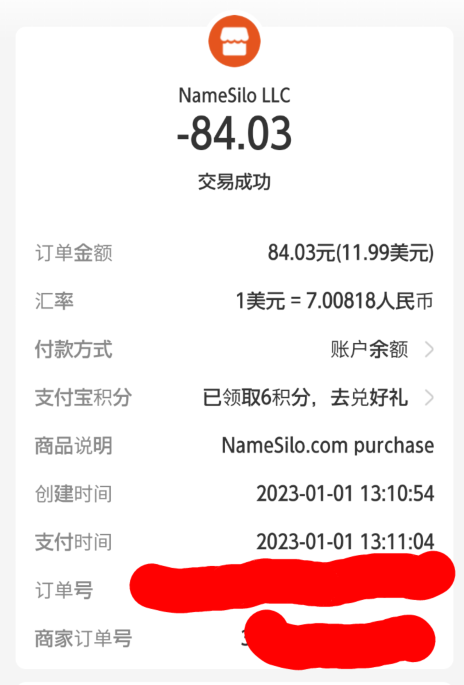 NameSilo LLC
-84.03
交易成功
订单金额 84.03元(11.99美元)
汇率 1美元 = 7.00818人民币
付款方式 账户余额
支付宝积分 已领取6积分，去兑好礼
商品说明 NameSilo.com purchase
创建时间 2023-01-01 13:10:54
支付时间 2023-01-01 13:11:04
订单号
商家订单号